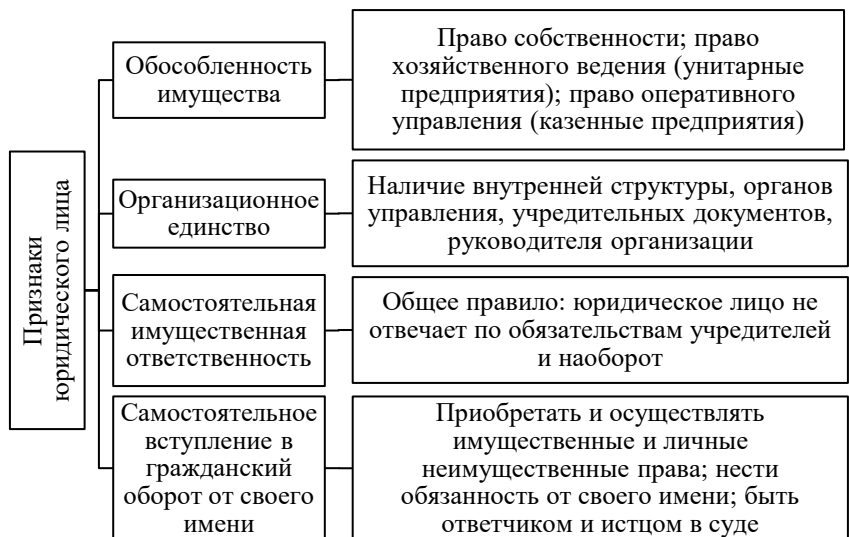 Признаки
юридического лица
Обособленность
имущества
Право собственности; право
хозяйственного ведения (унитарные
предприятия); право оперативного
управления (казенные предприятия)
Организационное
единство
Наличие внутренней структуры, органов
управления, учредительных документов,
руководителя организации
Самостоятельная
имущественная
ответственность
Общее правило: юридическое лицо не
отвечает по обязательствам учредителей
и наоборот
Самостоятельное
вступление в
гражданский
оборот от своего
имени
Приобретать и осуществлять
имущественные и личные
неимущественные права; нести
обязанность от своего имени; быть
ответчиком и истцом в суде